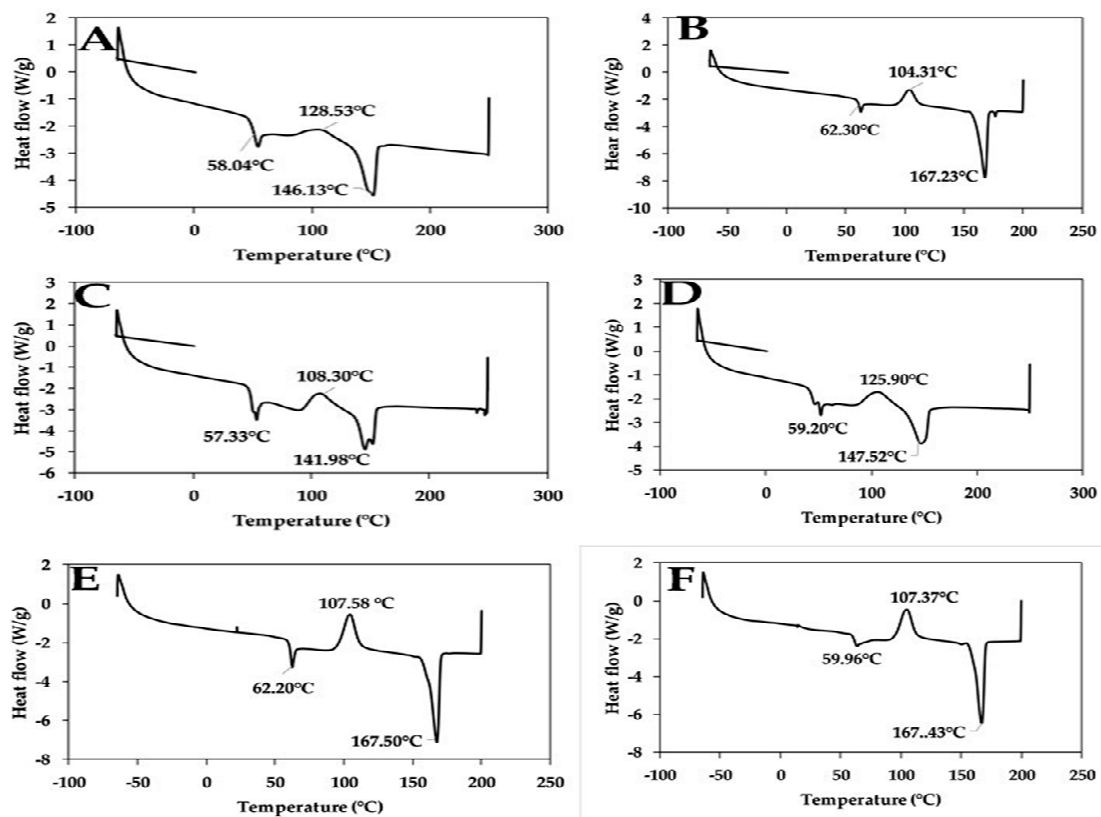 A
Heat flow (W/g)
2
1
0
-1
-2
-3
-4
-5
58.04°C
128.53°C
146.13°C
-100
0
100
200
300
Temperature (°C)
B
Hear flow (W/g)
4
2
0
-2
-4
-6
-8
-10
62.30°C
104.31°C
167.23°C
-100
-50
0
50
100
150
200
250
Temperature (°C)
C
Heat flow (W/g)
3
2
1
0
-1
-2
-3
-4
-5
-6
57.33°C
108.30°C
141.98°C
-100
0
100
200
300
Temperature (°C)
D
Heat flow (W/g)
3
2
1
0
-1
-2
-3
-4
-5
59.20°C
125.90°C
147.52°C
-100
0
100
200
300
Temperature (°C)
E
Heat flow (W/g)
2
0
-2
-4
-6
-8
62.20°C
107.58 °C
167.50°C
-100
-50
0
50
100
150
200
250
Temperature (°C)
F
Heat flow (W/g)
2
0
-2
-4
-6
-8
59.96°C
107.37°C
167..43°C
-100
-50
0
50
100
150
200
250
Temperature (°C)